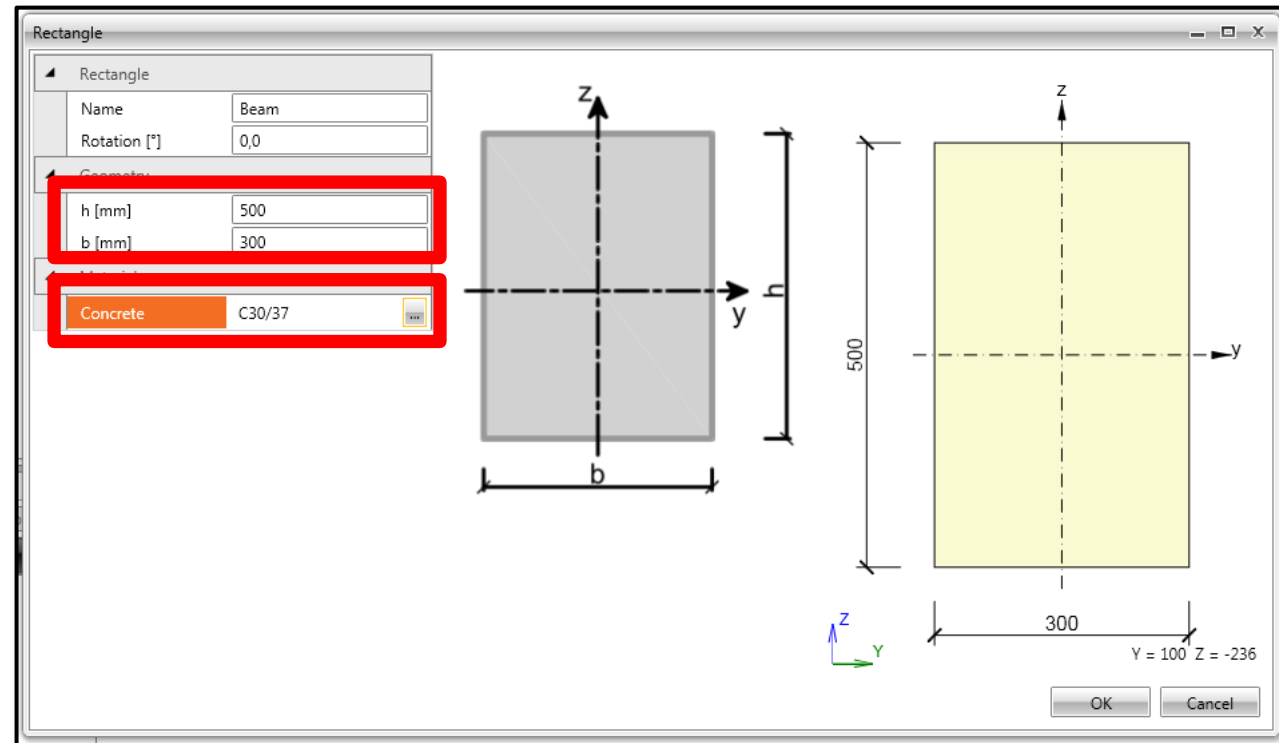 Rectangle
Rectangle
Name Beam
Rotation [°] 0,0
h [mm] 500
b [mm] 300
Concrete C30/37 ...
z
y
h
b
z
y
500
300
Z
Y
Y = 100 Z = -236
OK Cancel